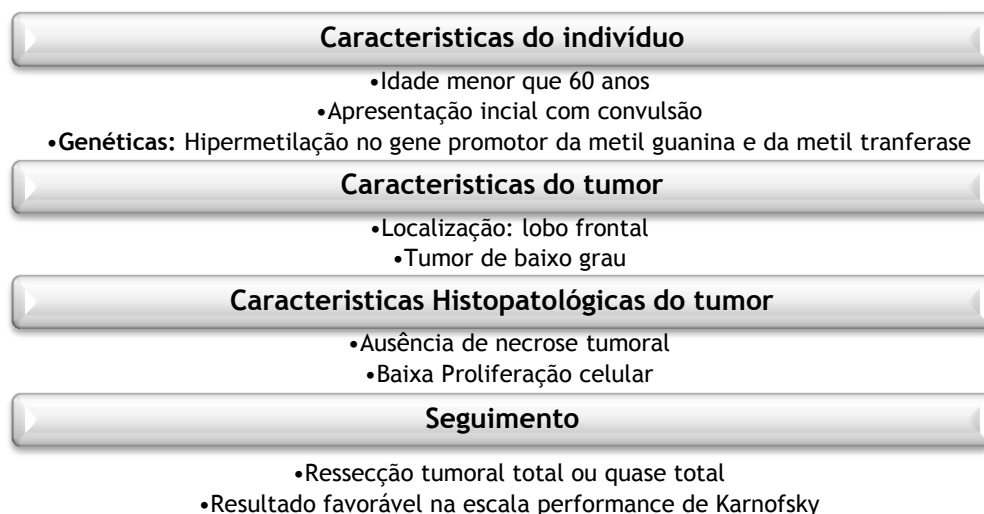 Caracteristicas do indivíduo
•Idade menor que 60 anos
•Apresentação incial com convulsão
•Genéticas: Hipermetilação no gene promotor da metil guanina e da metil tranferase
Caracteristicas do tumor
•Localização: lobo frontal
•Tumor de baixo grau
Caracteristicas Histopatológicas do tumor
•Ausência de necrose tumoral
•Baixa Proliferação celular
Seguimento
•Ressecção tumoral total ou quase total
•Resultado favorável na escala performance de Karnofsky